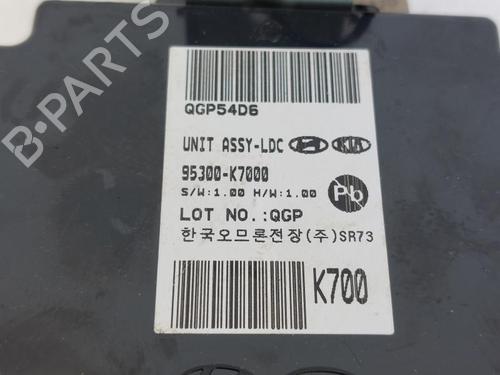 QGP54D6
UNIT ASSY-LDC KIA
95300-K7000
S/W:1.00 H/W:1.00
Pb
LOT NO.:QGP
한국오므론전장(주)SR73
K700
B-PARTS